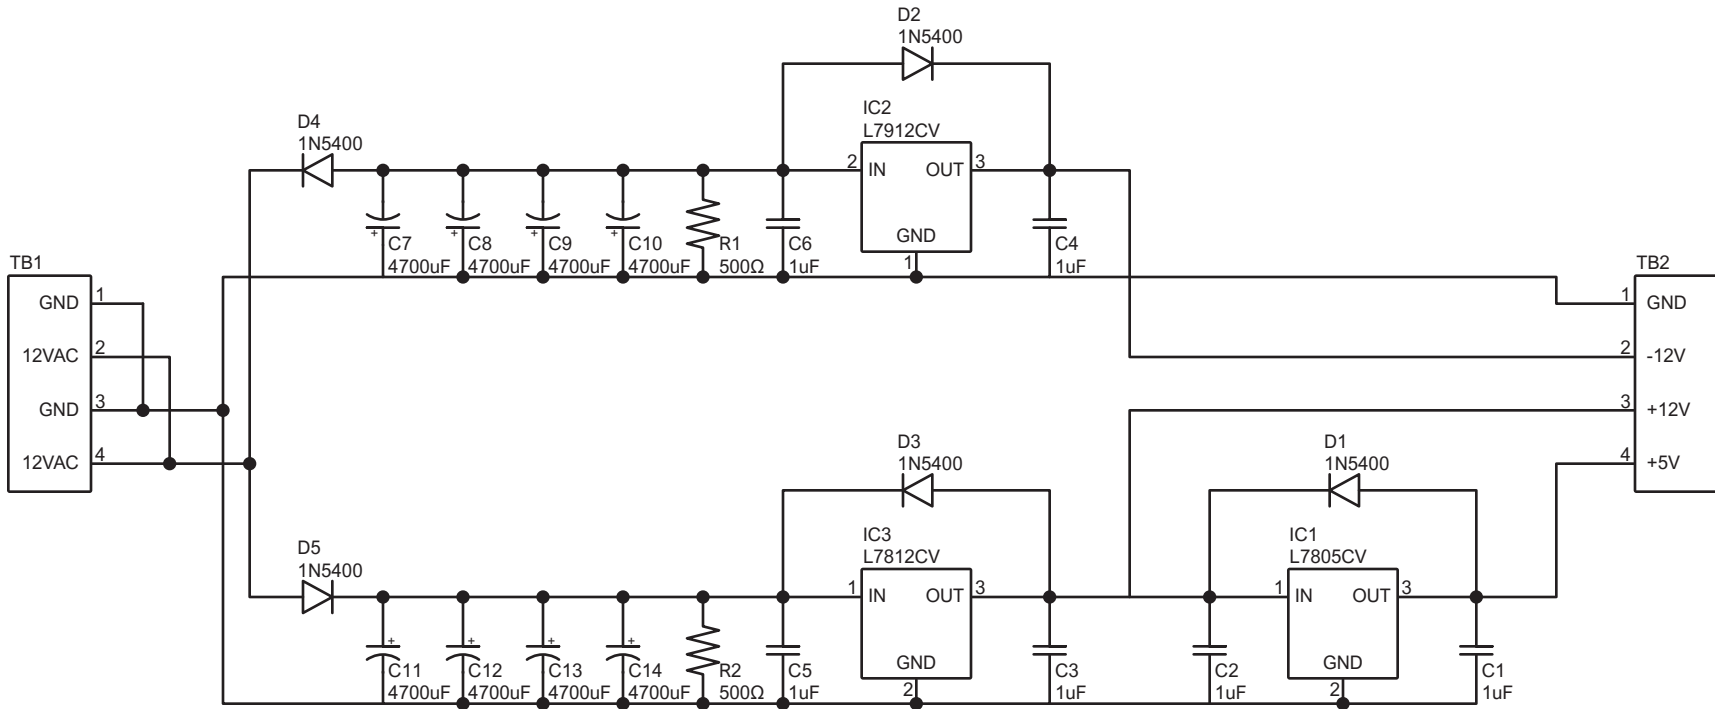 D2
1N5400
IC2
L7912CV
D4
1N5400
2 IN OUT 3
GND
1
+ C7
4700uF
+ C8
4700uF
+ C9
4700uF
+ C10
4700uF
R1
500Ω
C6
1uF
C4
1uF
TB1
GND 1
12VAC 2
GND 3
12VAC 4
TB2
1 GND
2 -12V
3 +12V
4 +5V
D3
1N5400
D1
1N5400
IC3
L7812CV
IC1
L7805CV
D5
1N5400
1 IN OUT 3
GND
2
1 IN OUT 3
GND
2
+
C11
4700uF
+
C12
4700uF
+
C13
4700uF
+
C14
4700uF
R2
500Ω
C5
1uF
C3
1uF
C2
1uF
C1
1uF